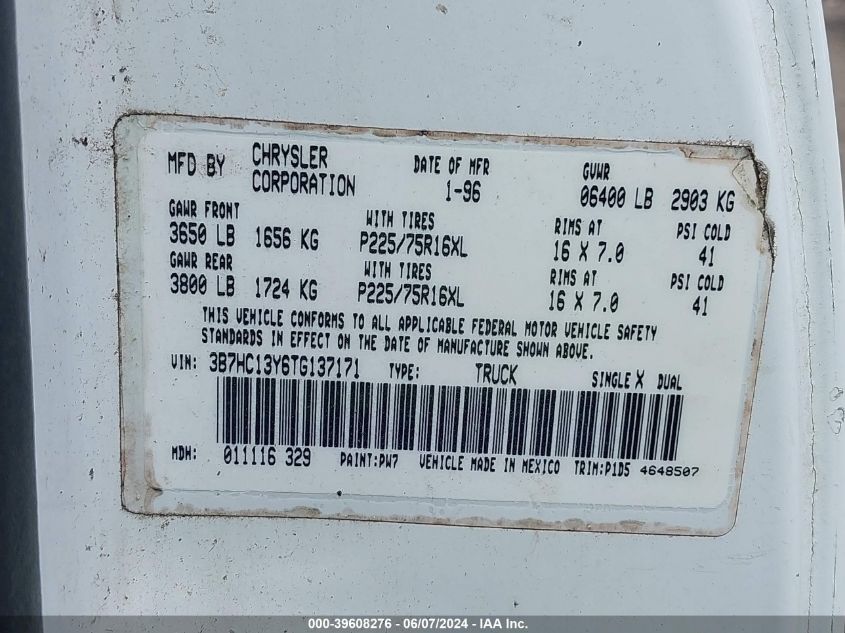 MFD BY CHRYSLER CORPORATION DATE OF MFR 1-96 GVWR 06400 LB 2903 KG
GAWR FRONT WITH TIRES RIMS AT PSI COLD
3650 LB 1656 KG P225/75R16XL 16 X 7.0 41
GAWR REAR WITH TIRES RIMS AT PSI COLD
3800 LB 1724 KG P225/75R16XL 16 X 7.0 41
THIS VEHICLE CONFORMS TO ALL APPLICABLE FEDERAL MOTOR VEHICLE SAFETY
STANDARDS IN EFFECT ON THE DATE OF MANUFACTURE SHOWN ABOVE.
VIN: 3B7HC13Y6TG137171 TYPE: TRUCK SINGLE X DUAL
MDH: 011116 329 PAINT:PW7 VEHICLE MADE IN MEXICO TRIM:P1D5 4648507
000-39608276 - 06/07/2024 - IAA Inc.